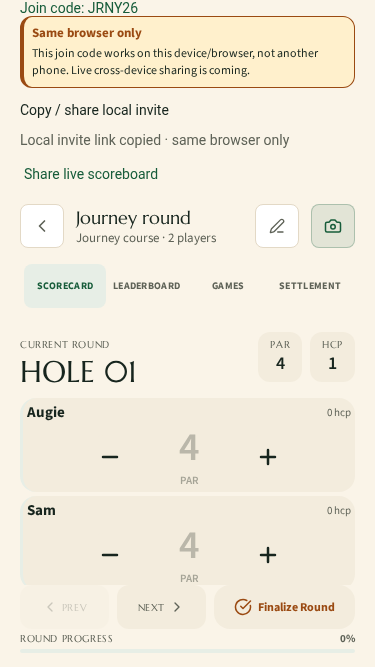 Join code: JRNY26
Same browser only
This join code works on this device/browser, not another
phone. Live cross-device sharing is coming.
Copy / share local invite
Local invite link copied · same browser only
Share live scoreboard
Journey round
Journey course · 2 players
SCORECARD LEADERBOARD GAMES SETTLEMENT
CURRENT ROUND
HOLE 01
PAR
4
HCP
1
Augie 0 hcp
− 4 +
PAR
Sam 0 hcp
− 4 +
PAR
PREV NEXT Finalize Round
ROUND PROGRESS 0%